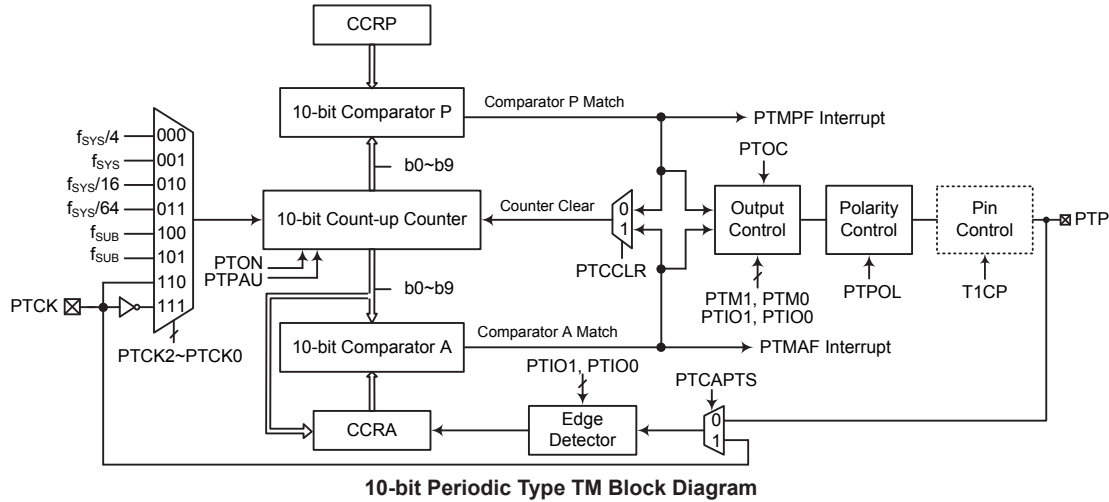 CCRP
10-bit Comparator P
Comparator P Match
PTMPF Interrupt
b0~b9
PTOC
fSYS/4
000
fSYS
001
fSYS/16
010
fSYS/64
011
fSUB
100
fSUB
101
110
111
PTCK
PTCK2~PTCK0
10-bit Count-up Counter
Counter Clear
0
1
PTCCLR
Output
Control
Polarity
Control
Pin
Control
PTP
PTON
PTPAU
b0~b9
PTM1, PTM0
PTIO1, PTIO0
PTPOL
T1CP
10-bit Comparator A
Comparator A Match
PTMAF Interrupt
PTIO1, PTIO0
PTCAPTS
CCRA
Edge
Detector
0
1
10-bit Periodic Type TM Block Diagram